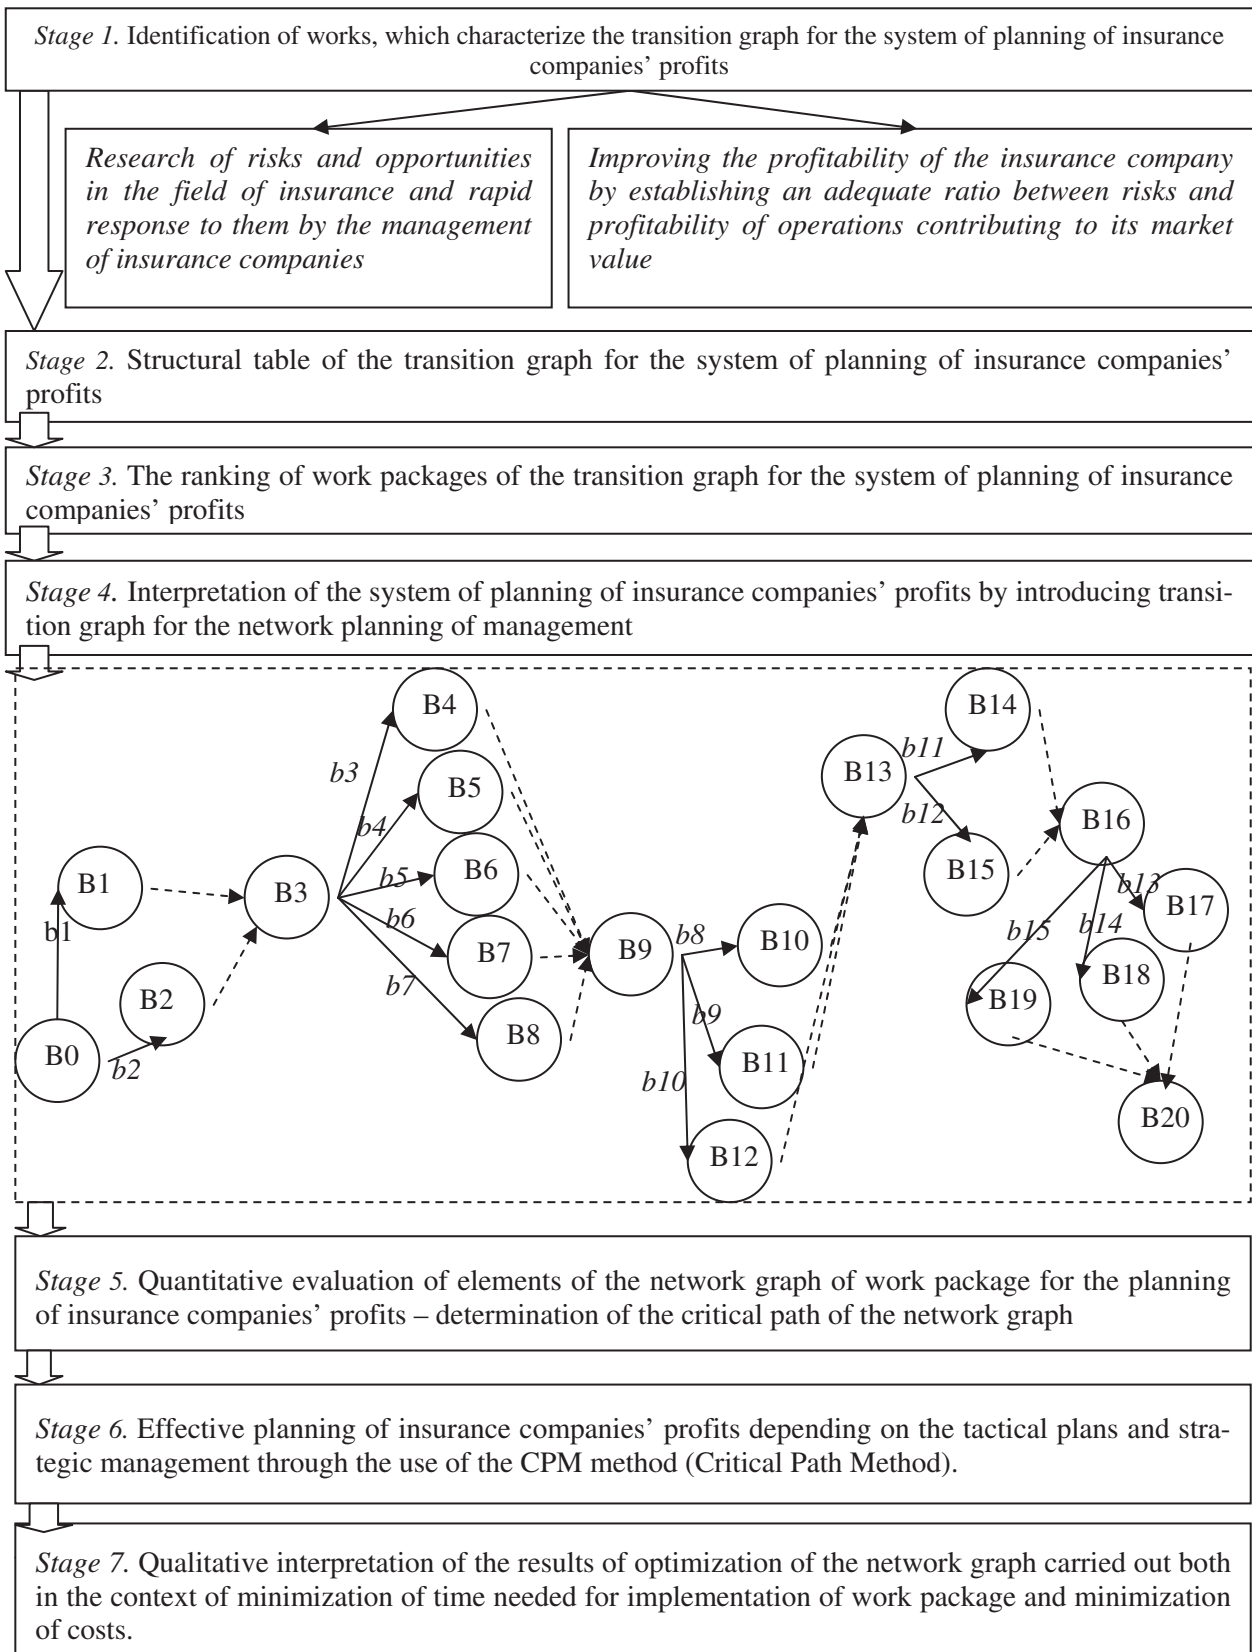 Stage 1. Identification of works, which characterize the transition graph for the system of planning of insurance
companies’ profits
Research of risks and opportunities
in the field of insurance and rapid
response to them by the management
of insurance companies
Improving the profitability of the insurance company
by establishing an adequate ratio between risks and
profitability of operations contributing to its market
value
Stage 2. Structural table of the transition graph for the system of planning of insurance companies’
profits
Stage 3. The ranking of work packages of the transition graph for the system of planning of insurance
companies’ profits
Stage 4. Interpretation of the system of planning of insurance companies’ profits by introducing transi-
tion graph for the network planning of management
B0
b1
B1
b2
B2
B3
b3
B4
b4
B5
b5
B6
b6
B7
b7
B8
B9
b8
B10
b9
B11
b10
B12
B13
b11
B14
b12
B15
B16
b13
B17
b14
B18
b15
B19
B20
Stage 5. Quantitative evaluation of elements of the network graph of work package for the planning
of insurance companies’ profits – determination of the critical path of the network graph
Stage 6. Effective planning of insurance companies’ profits depending on the tactical plans and stra-
tegic management through the use of the CPM method (Critical Path Method).
Stage 7. Qualitative interpretation of the results of optimization of the network graph carried out both
in the context of minimization of time needed for implementation of work package and minimization
of costs.